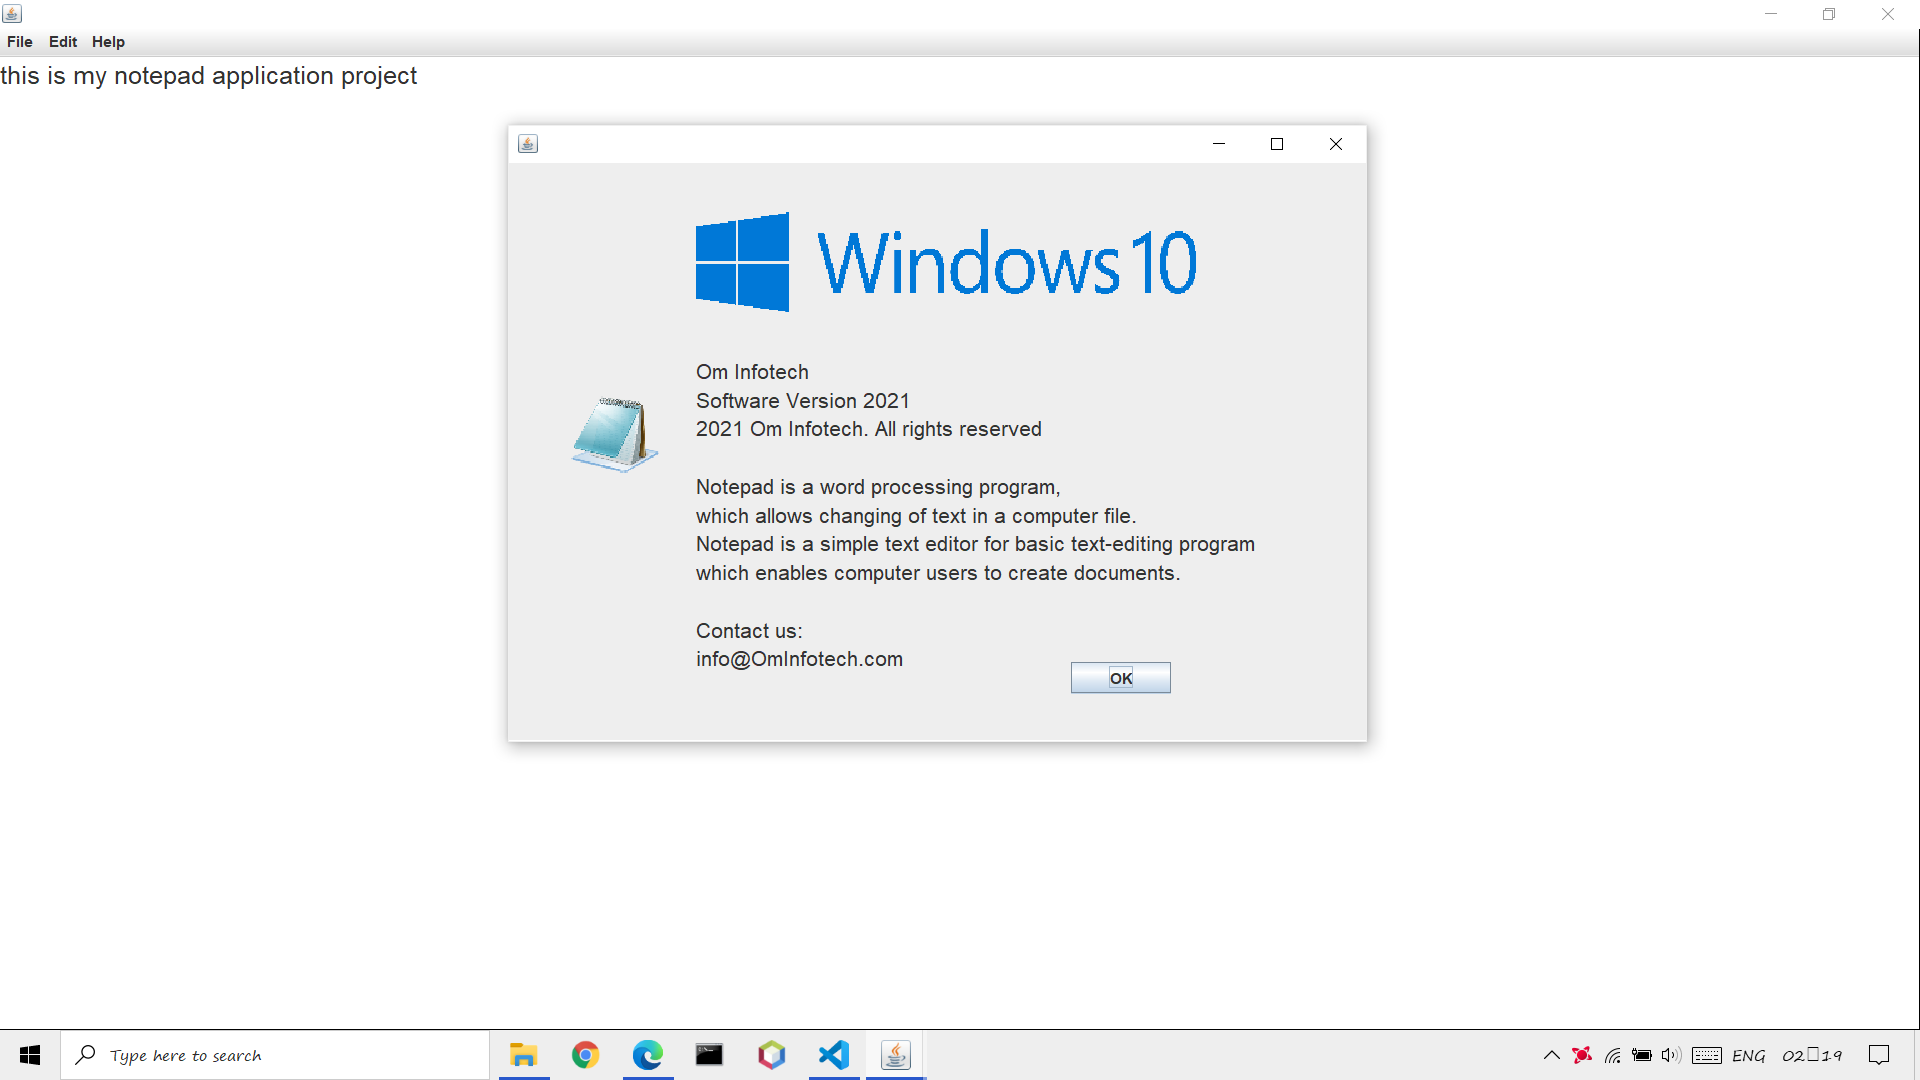 File Edit Help
this is my notepad application project
Windows 10
Om Infotech
Software Version 2021
2021 Om Infotech. All rights reserved
Notepad is a word processing program,
which allows changing of text in a computer file.
Notepad is a simple text editor for basic text-editing program
which enables computer users to create documents.
Contact us:
info@OmInfotech.com
OK
Type here to search
ENG 02▯19